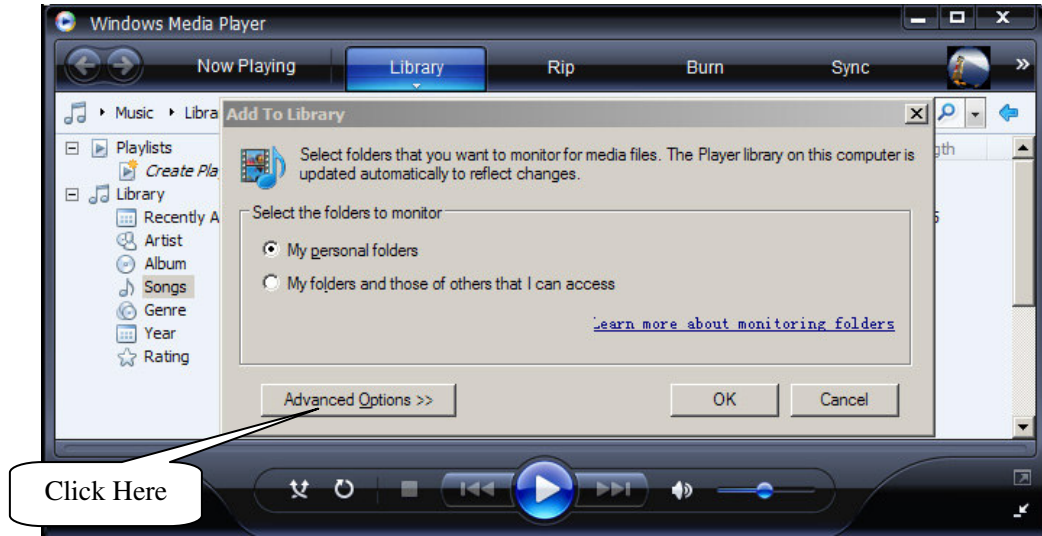 Windows Media Player
Now Playing
Library
Rip
Burn
Sync
Music
Add To Library
Select folders that you want to monitor for media files. The Player library on this computer is
updated automatically to reflect changes.
Playlists
Create
Library
Recently
Artist
Album
Songs
Genre
Year
Rating
Select the folders to monitor
My personal folders
My folders and those of others that I can access
Learn more about monitoring folders
Advanced Options >>
OK
Cancel
Click Here